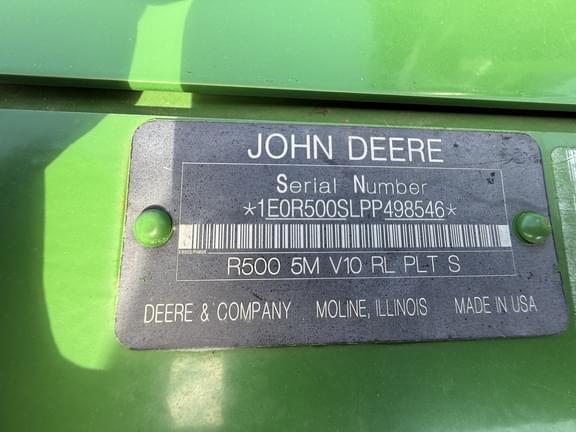 JOHN DEERE
Serial Number
*1E0R500SLPP498546*
R500 5M V10 RL PLT S
DEERE & COMPANY MOLINE, ILLINOIS MADE IN USA